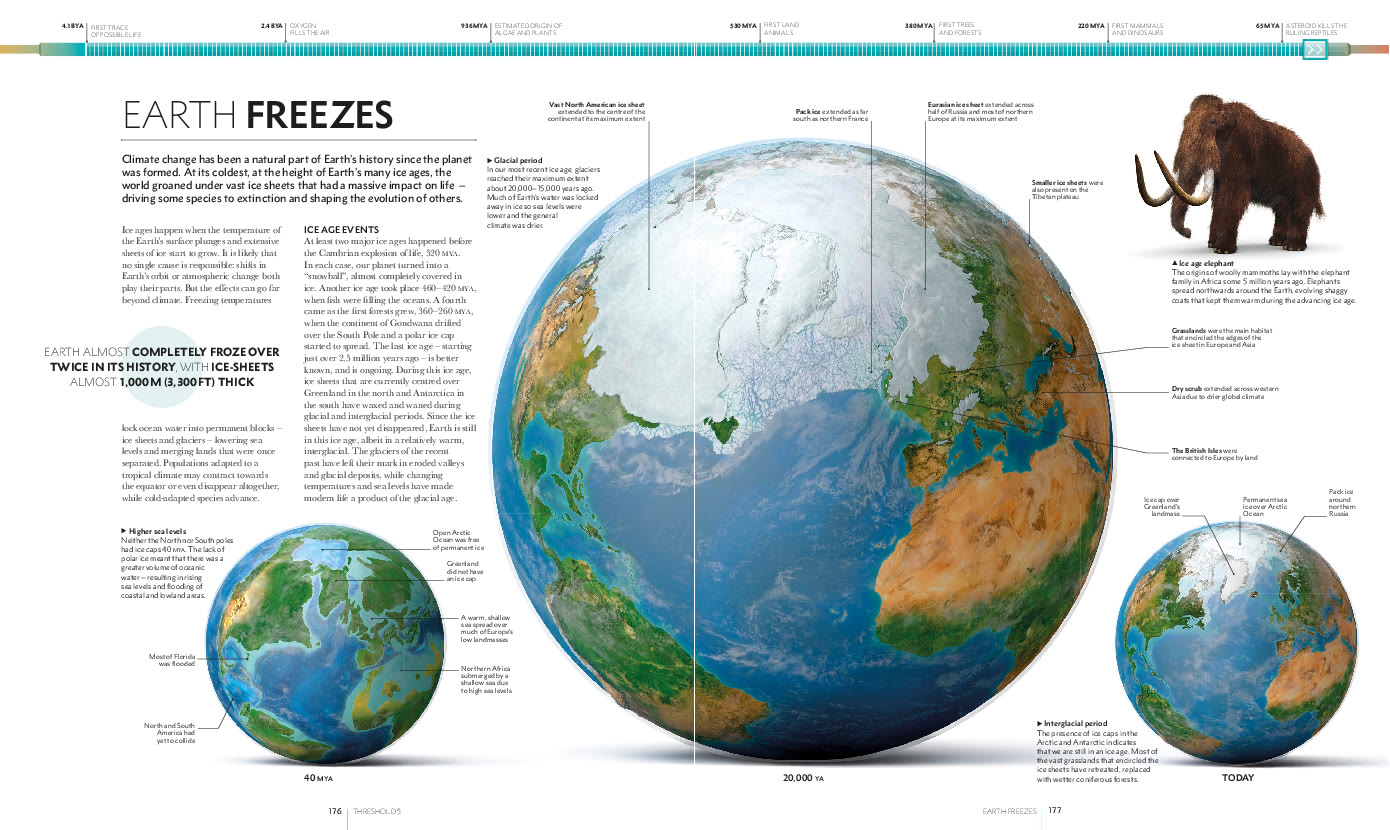 4.1 BYA
FIRST TRACE
OF POSSIBLE LIFE
2.4 BYA
OXYGEN
FILLS THE AIR
936 MYA
ESTIMATED ORIGIN OF
ALGAE AND PLANTS
530 MYA
FIRST LAND
ANIMALS
380 MYA
FIRST TREES
AND FORESTS
220 MYA
FIRST MAMMALS
AND DINOSAURS
65 MYA
ASTEROID KILLS THE
RULING REPTILES
EARTH FREEZES
Climate change has been a natural part of Earth's history since the planet
was formed. At its coldest, at the height of Earth's many ice ages, the
world groaned under vast ice sheets that had a massive impact on life –
driving some species to extinction and shaping the evolution of others.
Ice ages happen when the temperature of
the Earth's surface plunges and extensive
sheets of ice start to grow. It is likely that
no single cause is responsible: shifts in
Earth's orbit or atmospheric change both
play their parts. But the effects can go far
beyond climate. Freezing temperatures
EARTH ALMOST COMPLETELY FROZE OVER
TWICE IN ITS HISTORY, WITH ICE-SHEETS
ALMOST 1,000 M (3,300 FT) THICK
lock ocean water into permanent blocks –
ice sheets and glaciers – lowering sea
levels and merging lands that were once
separated. Populations adapted to a
tropical climate may contract towards
the equator or even disappear altogether,
while cold-adapted species advance.
ICE AGE EVENTS
At least two major ice ages happened before
the Cambrian explosion of life, 520 MYA.
In each case, our planet turned into a
"snowball", almost completely covered in
ice. Another ice age took place 460–420 MYA,
when fish were filling the oceans. A fourth
came as the first forests grew, 360–260 MYA,
when the continent of Gondwana drifted
over the South Pole and a polar ice cap
started to spread. The last ice age – starting
just over 2.5 million years ago – is better
known, and is ongoing. During this ice age,
ice sheets that are currently centred over
Greenland in the north and Antarctica in
the south have waxed and waned during
glacial and interglacial periods. Since the ice
sheets have not yet disappeared, Earth is still
in this ice age, albeit in a relatively warm,
interglacial. The glaciers of the recent
past have left their mark in eroded valleys
and glacial deposits, while changing
temperatures and sea levels have made
modern life a product of the glacial age.
▶ Glacial period
In our most recent ice age, glaciers
reached their maximum extent
about 20,000–15,000 years ago.
Much of Earth's water was locked
away in ice so sea levels were
lower and the general
climate was drier.
Vast North American ice sheet
extended to the centre of the
continent at its maximum extent
Pack ice extended as far
south as northern France
Eurasian ice sheet extended across
half of Russia and most of northern
Europe at its maximum extent
Smaller ice sheets were
also present on the
Tibetan plateau
▲ Ice age elephant
The origins of woolly mammoths lay with the elephant
family in Africa some 5 million years ago. Elephants
spread northwards around the Earth, evolving shaggy
coats that kept them warm during the advancing ice age.
Grasslands were the main habitat
that encircled the edges of the
ice sheet in Europe and Asia
Dry scrub extended across western
Asia due to drier global climate
The British Isles were
connected to Europe by land
▶ Higher sea levels
Neither the North nor South poles
had ice caps 40 MYA. The lack of
polar ice meant that there was a
greater volume of oceanic
water – resulting in rising
sea levels and flooding of
coastal and lowland areas.
Open Arctic
Ocean was free
of permanent ice
Greenland
did not have
an ice cap
A warm, shallow
sea spread over
much of Europe's
low landmasses
Northern Africa
submerged by a
shallow sea due
to high sea levels
Most of Florida
was flooded
North and South
America had
yet to collide
40 MYA
20,000 YA
Ice cap over
Greenland's
landmass
Permanent sea
ice over Arctic
Ocean
Pack ice
around
northern
Russia
▶ Interglacial period
The presence of ice caps in the
Arctic and Antarctic indicates
that we are still in an ice age. Most of
the vast grasslands that encircled the
ice sheets have retreated, replaced
with wetter coniferous forests.
TODAY
176
THRESHOLDS
EARTH FREEZES
177